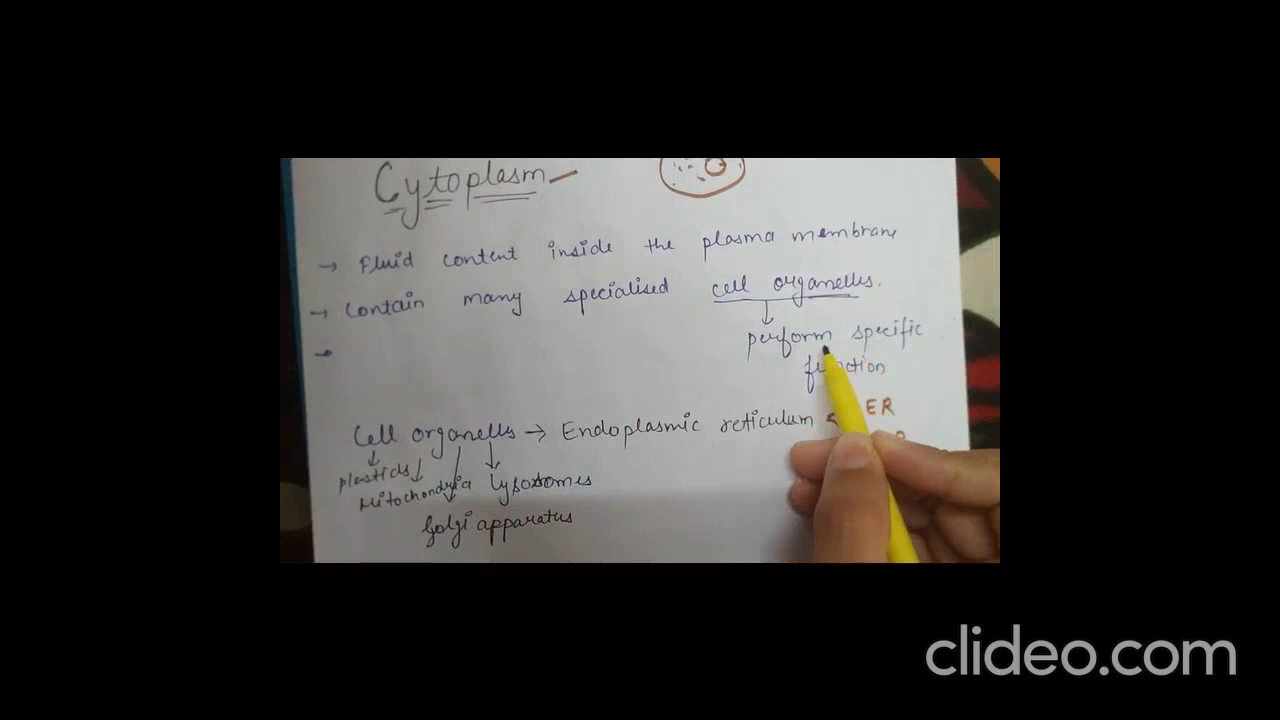 Cytoplasm
→ Fluid content inside the plasma membrane
→ Contain many specialised cell organelles.
perform specific
function
Cell organells → Endoplasmic reticulum < ER
plastids
Mitochondria lysosomes
Golgi apparatus
clideo.com